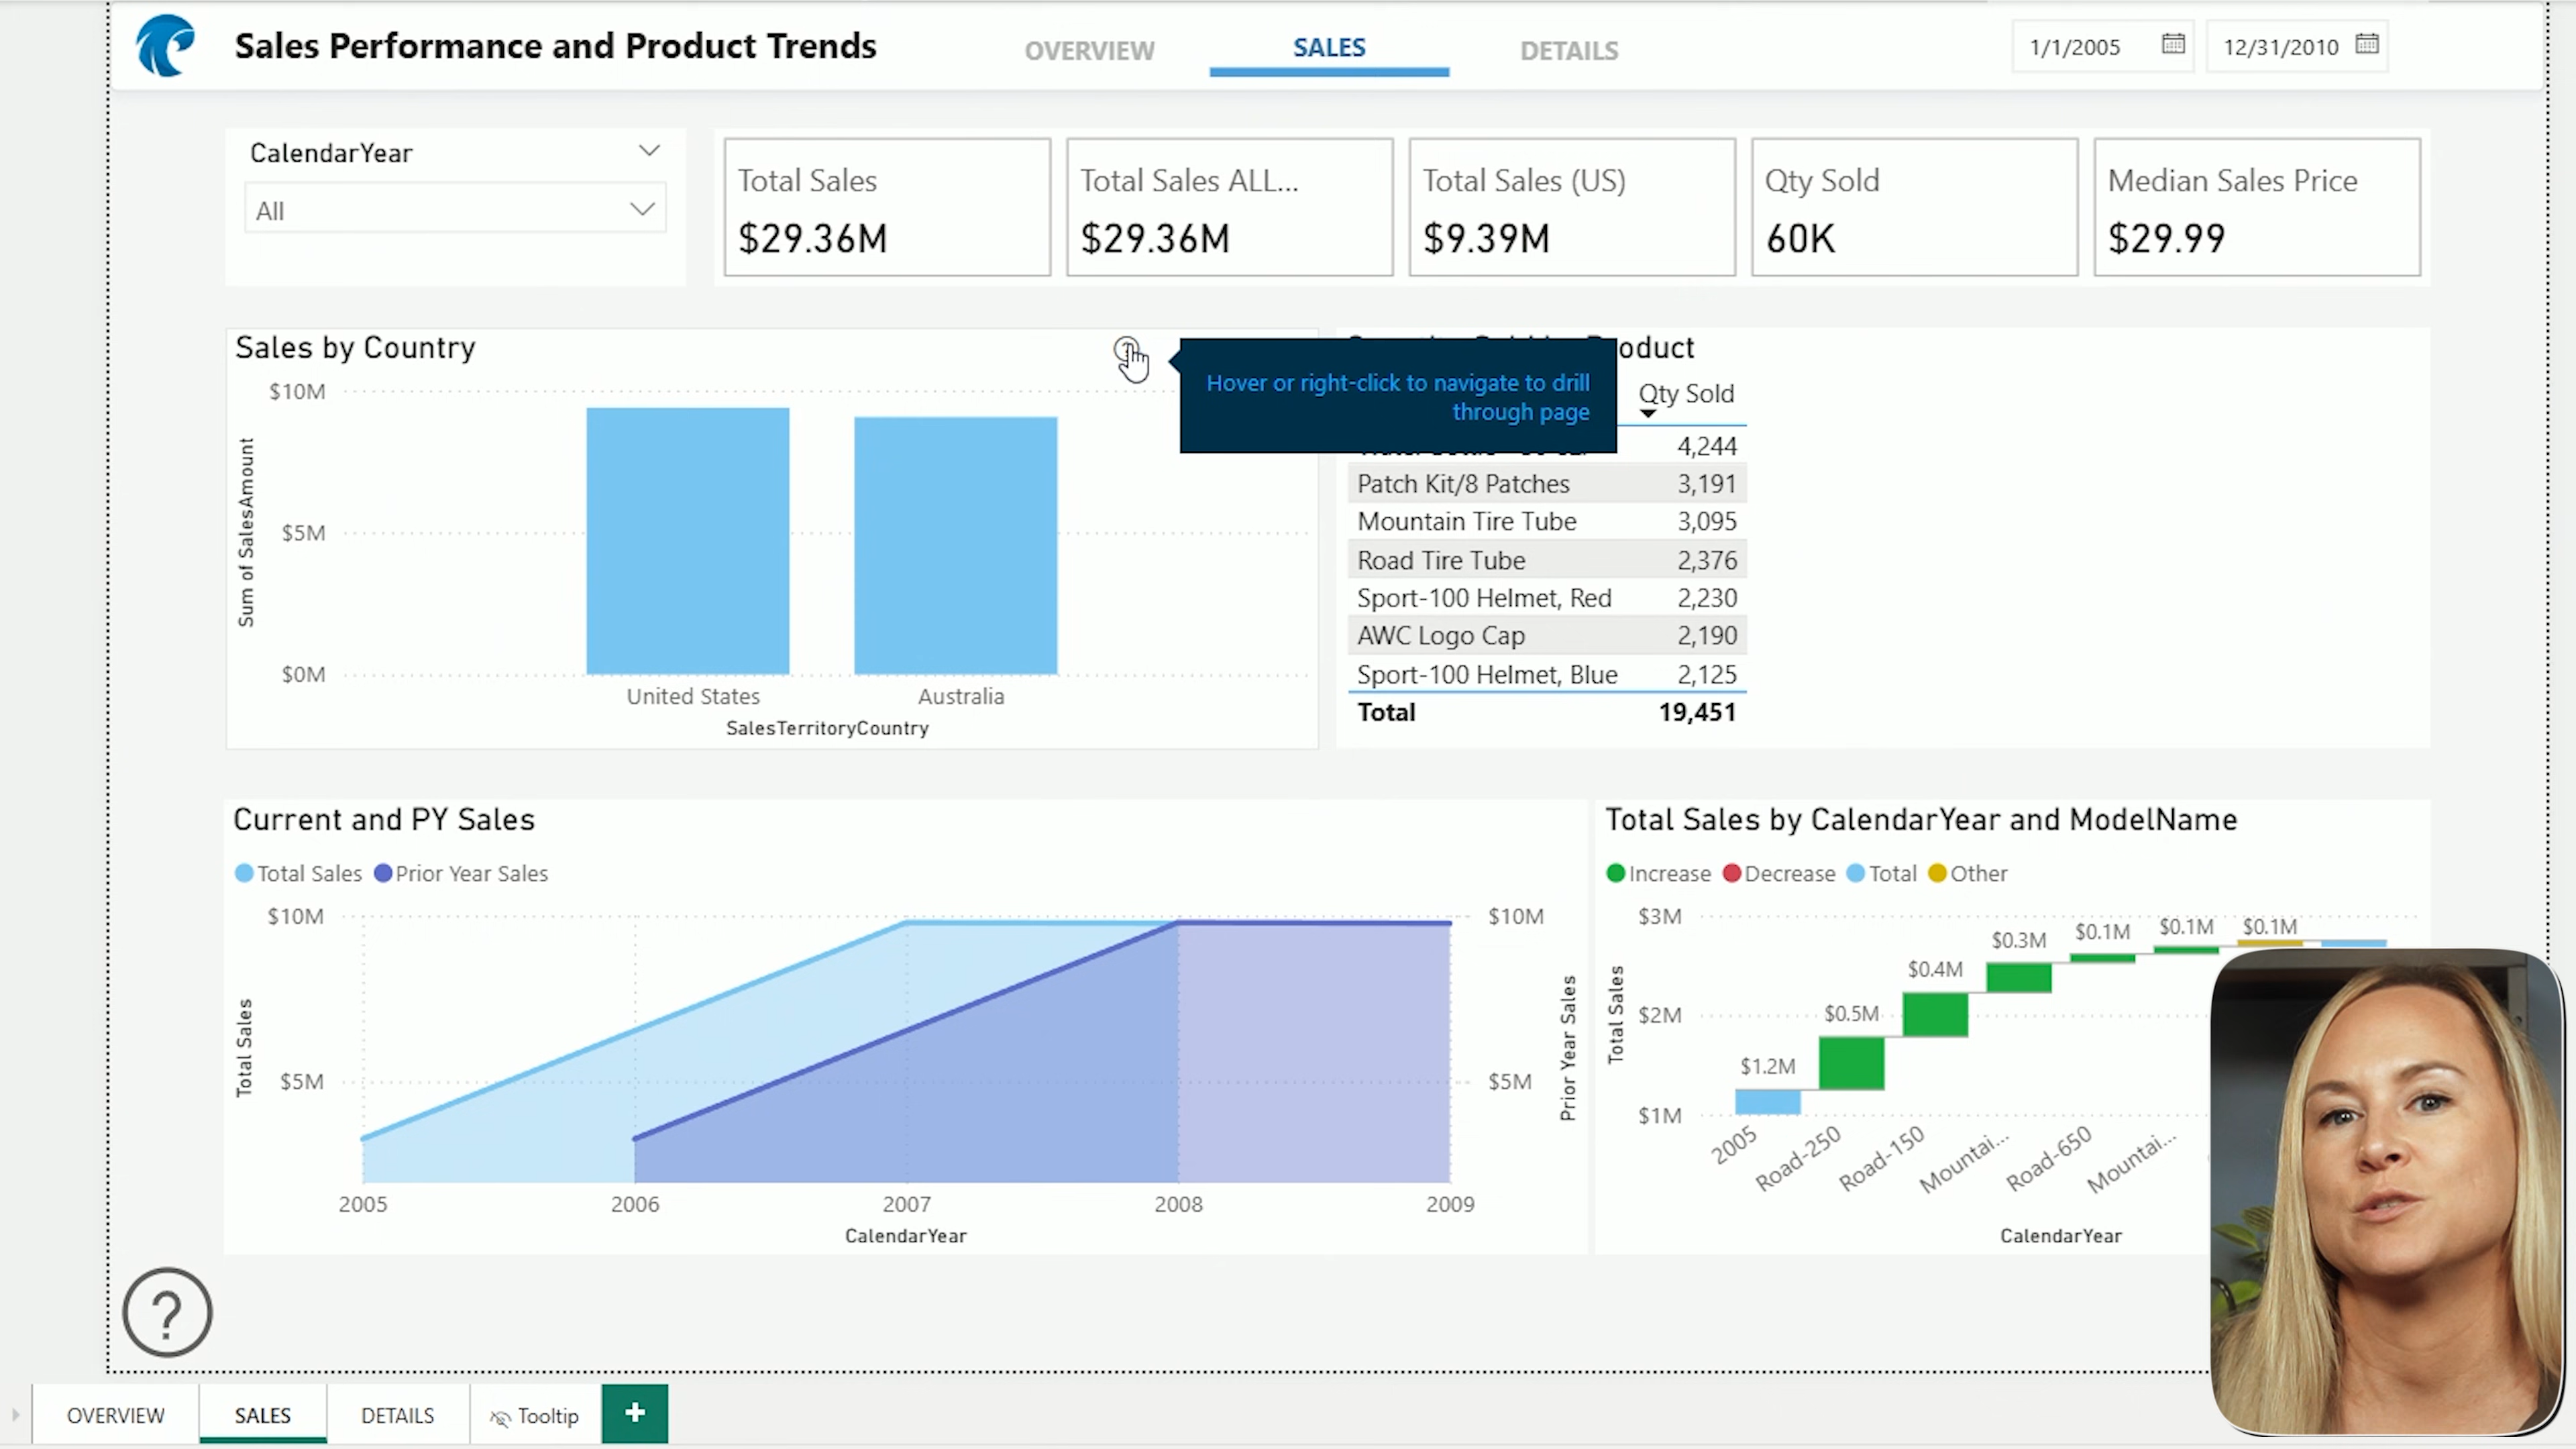 Sales Performance and Product Trends
OVERVIEW
SALES
DETAILS
1/1/2005
12/31/2010
CalendarYear
All
Total Sales
$29.36M
Total Sales ALL...
$29.36M
Total Sales (US)
$9.39M
Qty Sold
60K
Median Sales Price
$29.99
Sales by Country
$10M
$5M
$0M
Sum of SalesAmount
United States
Australia
SalesTerritoryCountry
Hover or right-click to navigate to drill
through page
oduct
Qty Sold
4,244
Patch Kit/8 Patches 3,191
Mountain Tire Tube 3,095
Road Tire Tube 2,376
Sport-100 Helmet, Red 2,230
AWC Logo Cap 2,190
Sport-100 Helmet, Blue 2,125
Total 19,451
Current and PY Sales
Total Sales Prior Year Sales
$10M
$5M
Total Sales
$10M
$5M
Prior Year Sales
2005 2006 2007 2008 2009
CalendarYear
Total Sales by CalendarYear and ModelName
Increase Decrease Total Other
$3M
$2M
$1M
Total Sales
$1.2M
$0.5M
$0.4M
$0.3M
$0.1M
$0.1M
$0.1M
2005
Road-250
Road-150
Mountai...
Road-650
Mountai...
CalendarYear
?
OVERVIEW
SALES
DETAILS
Tooltip
+